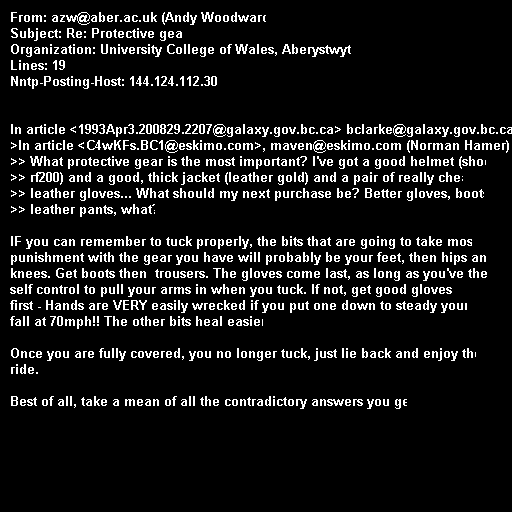 From: azw@aber.ac.uk (Andy Woodward
Subject: Re: Protective gea
Organization: University College of Wales, Aberystwyt
Lines: 19
Nntp-Posting-Host: 144.124.112.30
In article <1993Apr3.200829.2207@galaxy.gov.bc.ca> bclarke@galaxy.gov.bc.ca
>In article <C4wKFs.BC1@eskimo.com>, maven@eskimo.com (Norman Hamer)
>> What protective gear is the most important? I've got a good helmet (shoe
>> rf200) and a good, thick jacket (leather gold) and a pair of really chea
>> leather gloves... What should my next purchase be? Better gloves, boot
>> leather pants, what?
IF you can remember to tuck properly, the bits that are going to take mos
punishment with the gear you have will probably be your feet, then hips an
knees. Get boots then  trousers. The gloves come last, as long as you've the
self control to pull your arms in when you tuck. If not, get good gloves
first - Hands are VERY easily wrecked if you put one down to steady your
fall at 70mph!! The other bits heal easier
Once you are fully covered, you no longer tuck, just lie back and enjoy the
ride.
Best of all, take a mean of all the contradictory answers you ge